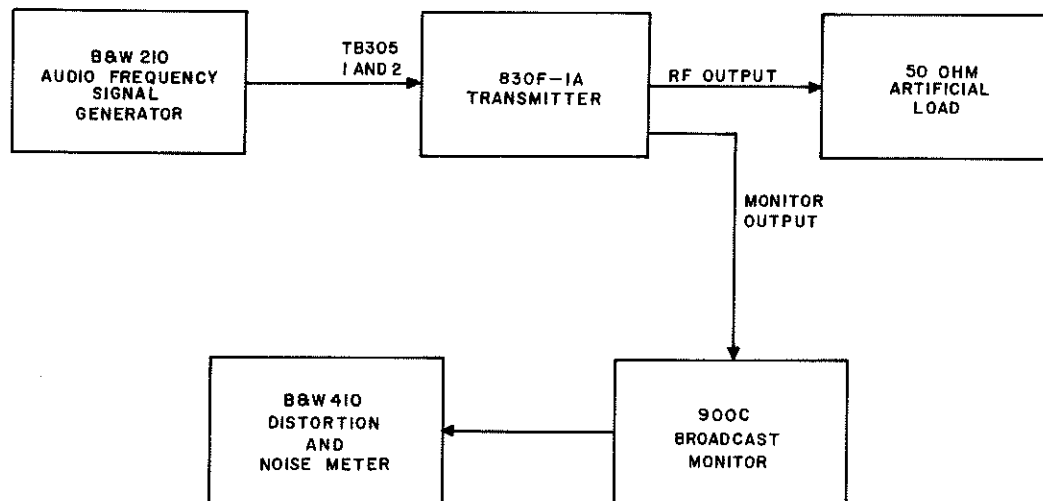 B&W 210
AUDIO FREQUENCY
SIGNAL
GENERATOR
TB305
1 AND 2
830F-1A
TRANSMITTER
RF OUTPUT
50 OHM
ARTIFICIAL
LOAD
MONITOR
OUTPUT
B&W 410
DISTORTION
AND
NOISE METER
900C
BROADCAST
MONITOR